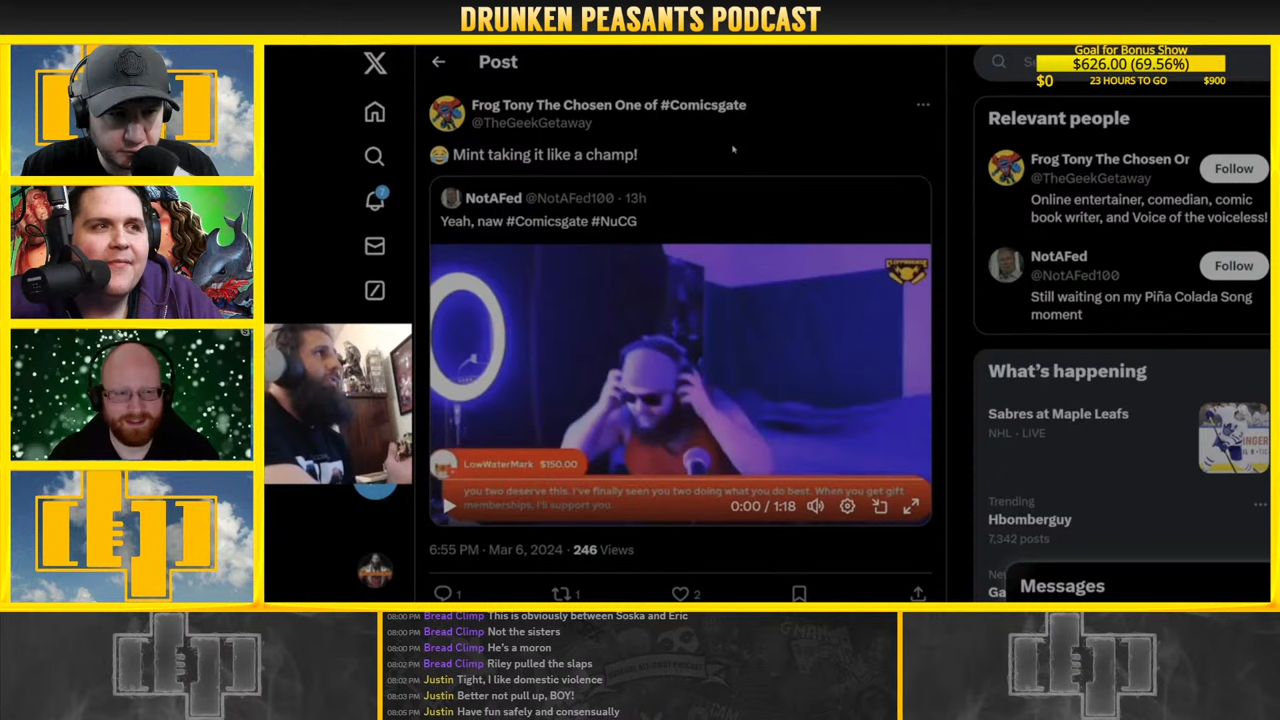 DRUNKEN PEASANTS PODCAST
Goal for Bonus Show
$626.00 (69.56%)
$0
23 HOURS TO GO
$900
Post
Frog Tony The Chosen One of #Comicsgate
@TheGeekGetaway
😂 Mint taking it like a champ!
NotAFed @NotAFed100 · 13h
Yeah, naw #Comicsgate #NuCG
LowWaterMark $150.00
you two deserve this. I've finally seen you two doing what you do best. When you get gift
memberships, I'll support you.
0:00 / 1:18
6:55 PM · Mar 6, 2024 · 246 Views
1
1
2
7
Relevant people
Frog Tony The Chosen Or
@TheGeekGetaway
Follow
Online entertainer, comedian, comic
book writer, and Voice of the voiceless!
NotAFed
@NotAFed100
Follow
Still waiting on my Piña Colada Song
moment
What's happening
Sabres at Maple Leafs
NHL · LIVE
Trending
Hbomberguy
7,342 posts
Messages
08:00 PM Bread Climp This is obviously between Soska and Eric
08:00 PM Bread Climp Not the sisters
08:00 PM Bread Climp He's a moron
08:02 PM Bread Climp Riley pulled the slaps
08:02 PM Justin Tight, I like domestic violence
08:03 PM Justin Better not pull up, BOY!
08:05 PM Justin Have fun safely and consensually